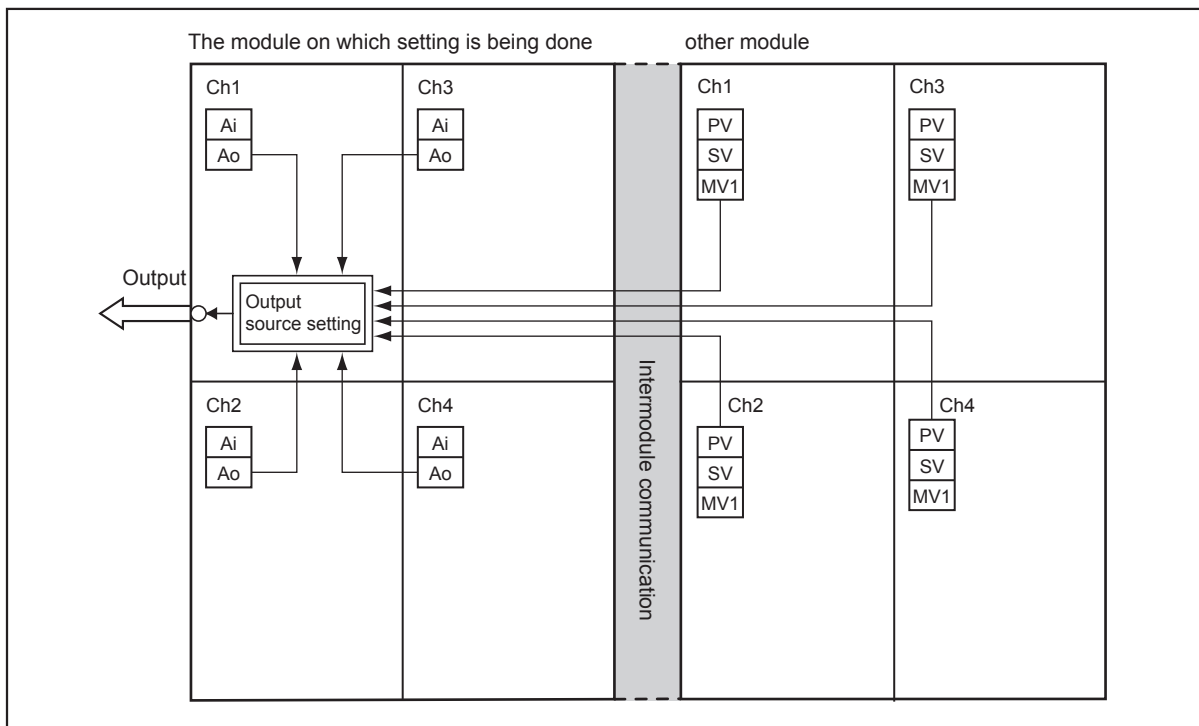 The module on which setting is being done
other module
Ch1
Ai
Ao
Ch3
Ai
Ao
Ch1
PV
SV
MV1
Ch3
PV
SV
MV1
Output
Output
source setting
Intermodule communication
Ch2
Ai
Ao
Ch4
Ai
Ao
Ch2
PV
SV
MV1
Ch4
PV
SV
MV1